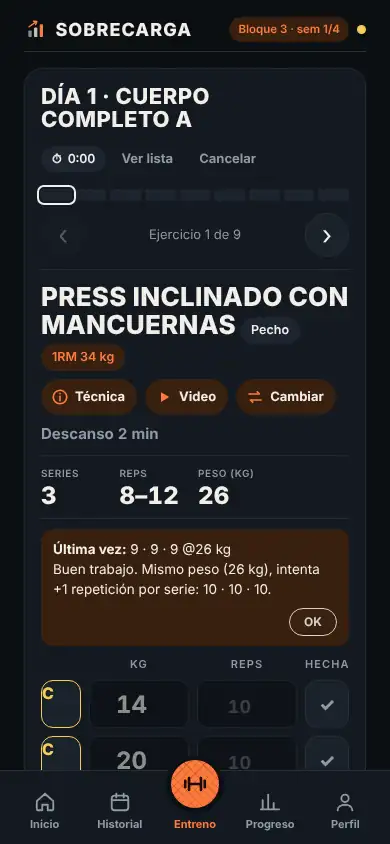 SOBRECARGA
Bloque 3 · sem 1/4
DÍA 1 · CUERPO
COMPLETO A
⏱ 0:00
Ver lista
Cancelar
Ejercicio 1 de 9
PRESS INCLINADO CON
MANCUERNAS Pecho
1RM 34 kg
Técnica
Video
Cambiar
Descanso 2 min
SERIES REPS PESO (KG)
3 8–12 26
Última vez: 9 · 9 · 9 @26 kg
Buen trabajo. Mismo peso (26 kg), intenta
+1 repetición por serie: 10 · 10 · 10.
OK
KG REPS HECHA
C 14 10
C 20 10
Inicio Historial Entreno Progreso Perfil